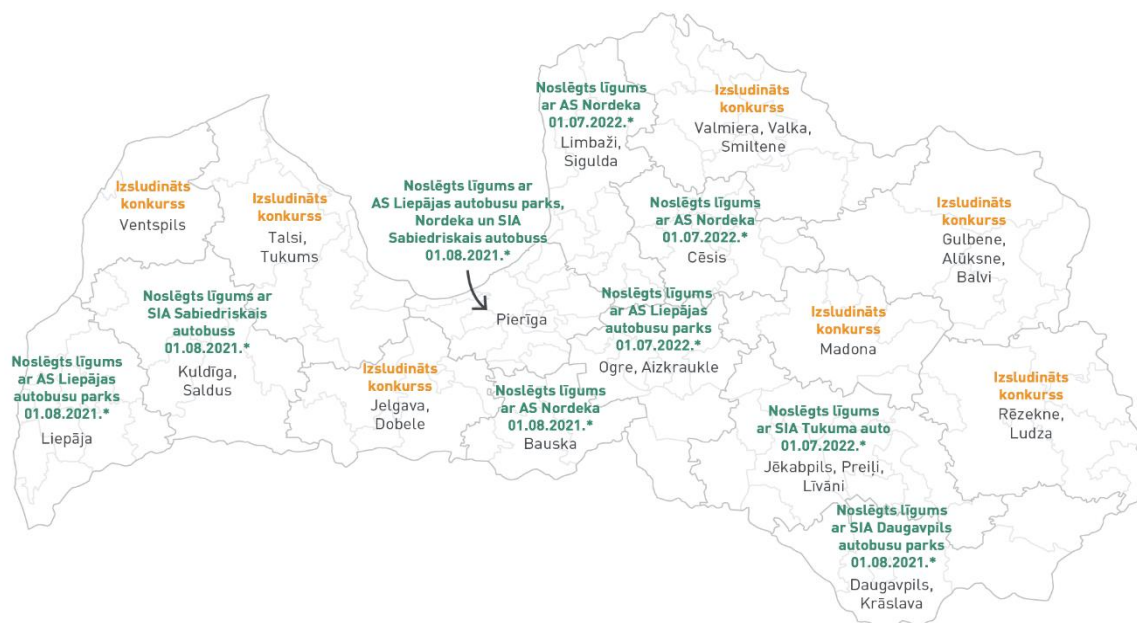 Noslēgts līgums
ar AS Nordeka
01.07.2022.*
Limbaži,
Sigulda
Izsludināts
konkurss
Valmiera, Valka,
Smiltene
Izsludināts
konkurss
Ventspils
Izsludināts
konkurss
Talsi,
Tukums
Noslēgts līgums ar
AS Liepājas autobusu parks,
Nordeka un SIA
Sabiedriskais autobuss
01.08.2021.*
Pierīga
Noslēgts līgums
ar AS Nordeka
01.07.2022.*
Cēsis
Izsludināts
konkurss
Gulbene,
Alūksne,
Balvi
Noslēgts līgums ar
SIA Sabiedriskais
autobuss
01.08.2021.*
Kuldīga,
Saldus
Noslēgts līgums
ar AS Liepājas
autobusu parks
01.07.2022.*
Ogre, Aizkraukle
Izsludināts
konkurss
Madona
Noslēgts līgums
ar AS Liepājas
autobusu parks
01.08.2021.*
Liepāja
Izsludināts
konkurss
Jelgava,
Dobele
Noslēgts līgums
ar AS Nordeka
01.08.2021.*
Bauska
Izsludināts
konkurss
Rēzekne,
Ludza
Noslēgts līgums
ar SIA Tukuma auto
01.07.2022.*
Jēkabpils, Preiļi,
Līvāni
Noslēgts līgums
ar SIA Daugavpils
autobusu parks
01.08.2021.*
Daugavpils,
Krāslava